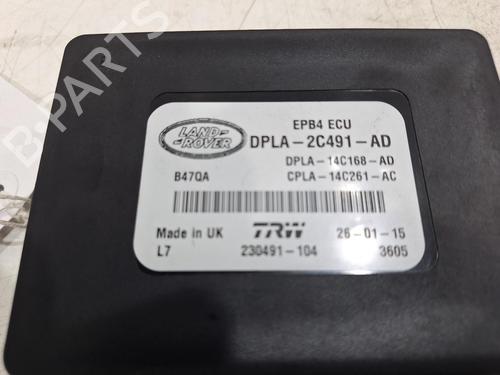 B-PARTS
LAND-
ROVER
EPB4 ECU
DPLA-2C491-AD
DPLA-14C168-AD
B47QA
CPLA-14C261-AC
Made in UK
TRW
26-01-15
L7
230491-104
3605